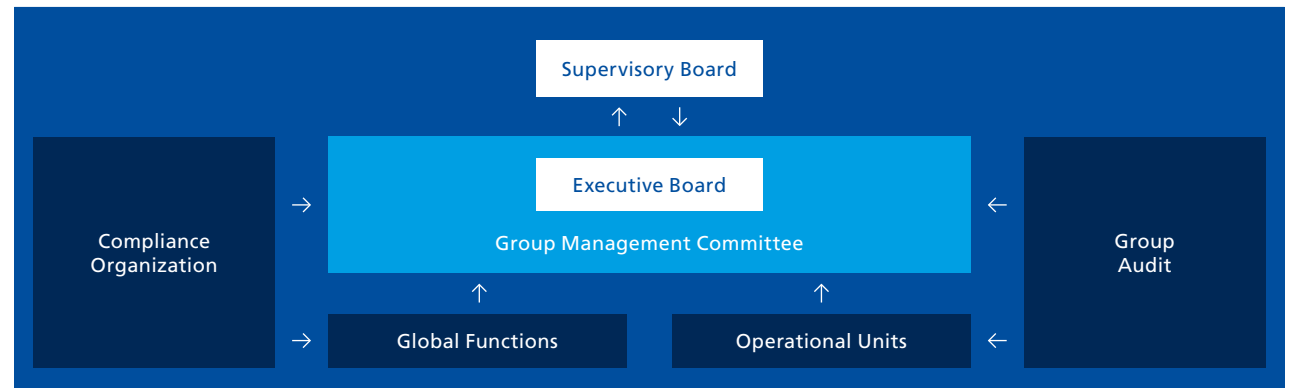 Supervisory Board
Executive Board
Group Management Committee
Compliance
Organization
Group
Audit
Global Functions
Operational Units